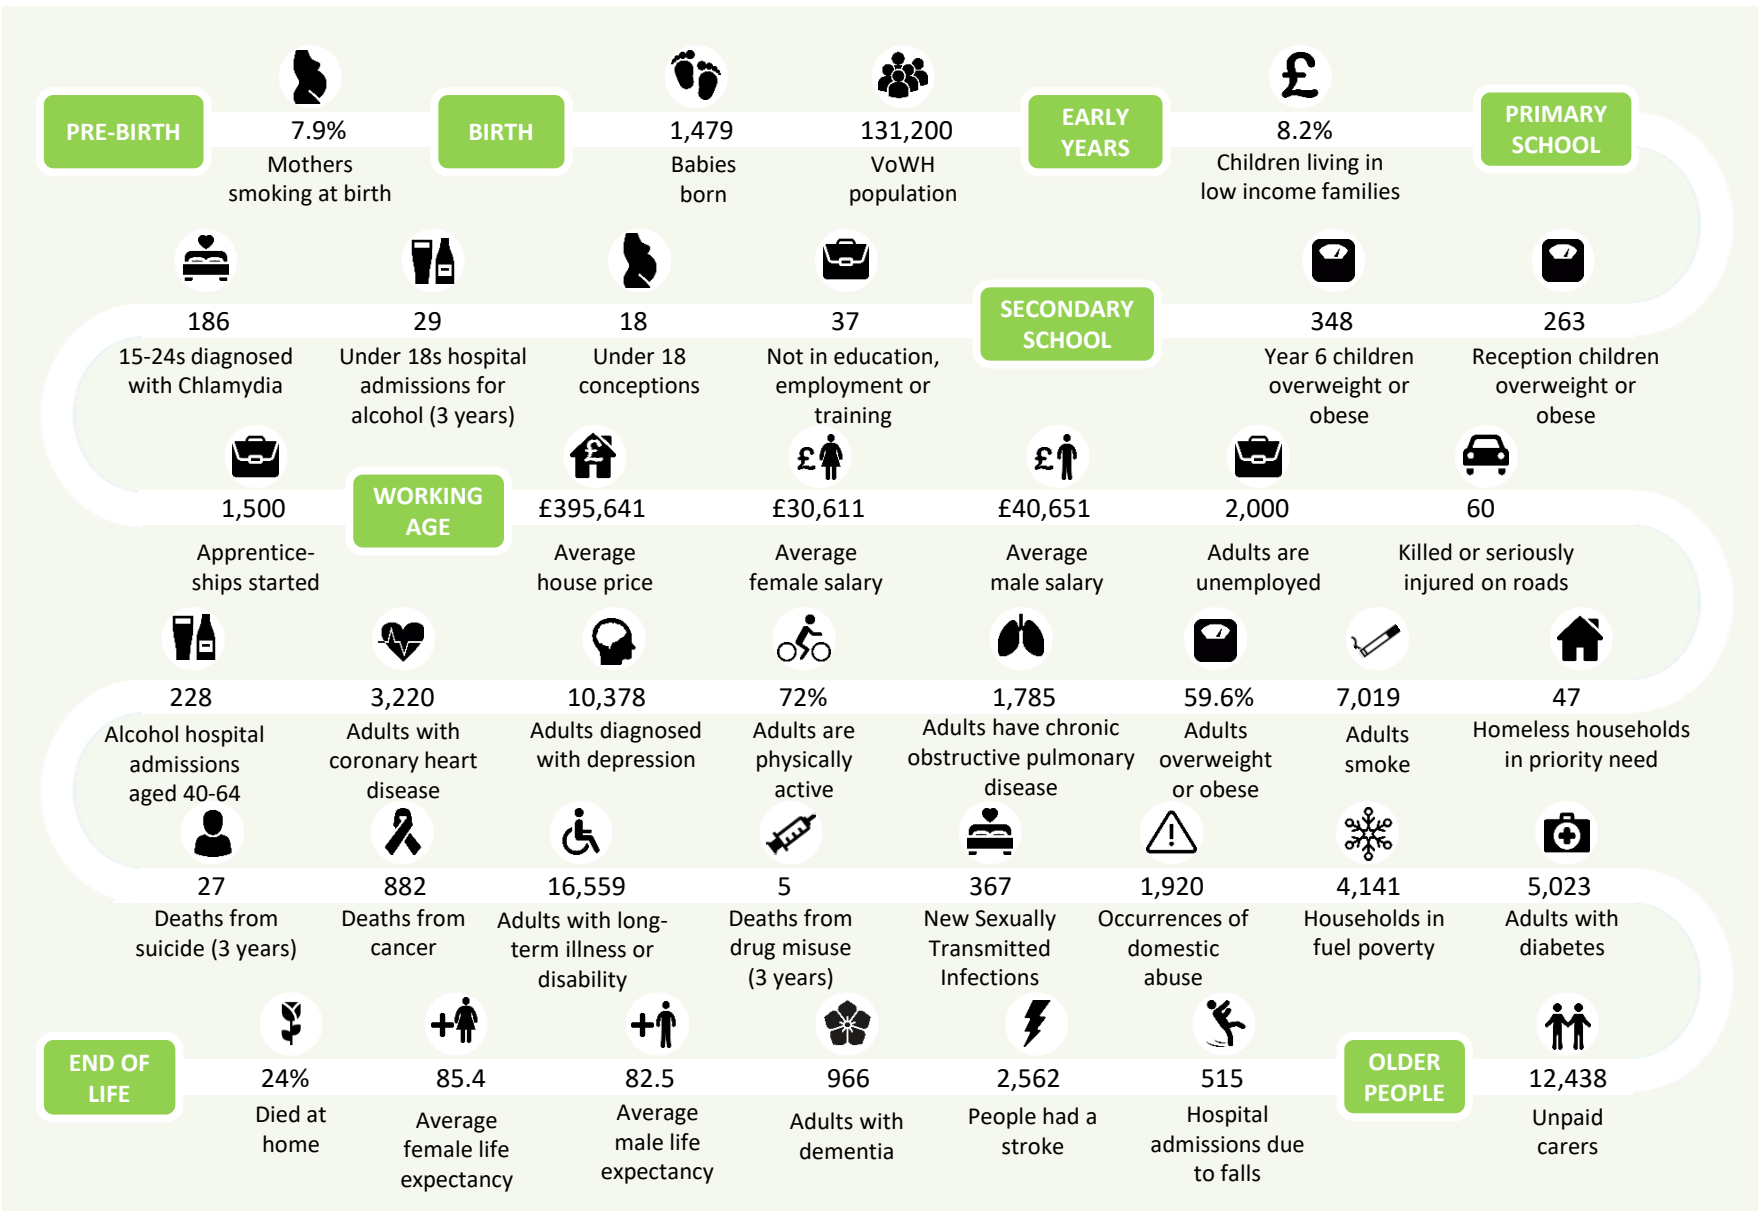 PRE-BIRTH
7.9%
Mothers
smoking at birth
BIRTH
1,479
Babies
born
131,200
VoWH
population
EARLY
YEARS
£
8.2%
Children living in
low income families
PRIMARY
SCHOOL
263
Reception children
overweight or
obese
348
Year 6 children
overweight or
obese
SECONDARY
SCHOOL
37
Not in education,
employment or
training
18
Under 18
conceptions
29
Under 18s hospital
admissions for
alcohol (3 years)
186
15-24s diagnosed
with Chlamydia
1,500
Apprentice-
ships started
WORKING
AGE
£
£395,641
Average
house price
£
£30,611
Average
female salary
£
£40,651
Average
male salary
2,000
Adults are
unemployed
60
Killed or seriously
injured on roads
47
Homeless households
in priority need
7,019
Adults
smoke
59.6%
Adults
overweight
or obese
1,785
Adults have chronic
obstructive pulmonary
disease
72%
Adults are
physically
active
10,378
Adults diagnosed
with depression
3,220
Adults with
coronary heart
disease
228
Alcohol hospital
admissions
aged 40-64
27
Deaths from
suicide (3 years)
882
Deaths from
cancer
16,559
Adults with long-
term illness or
disability
5
Deaths from
drug misuse
(3 years)
367
New Sexually
Transmitted
Infections
1,920
Occurrences of
domestic
abuse
4,141
Households in
fuel poverty
5,023
Adults with
diabetes
12,438
Unpaid
carers
OLDER
PEOPLE
515
Hospital
admissions due
to falls
2,562
People had a
stroke
966
Adults with
dementia
82.5
Average
male life
expectancy
85.4
Average
female life
expectancy
24%
Died at
home
END OF
LIFE